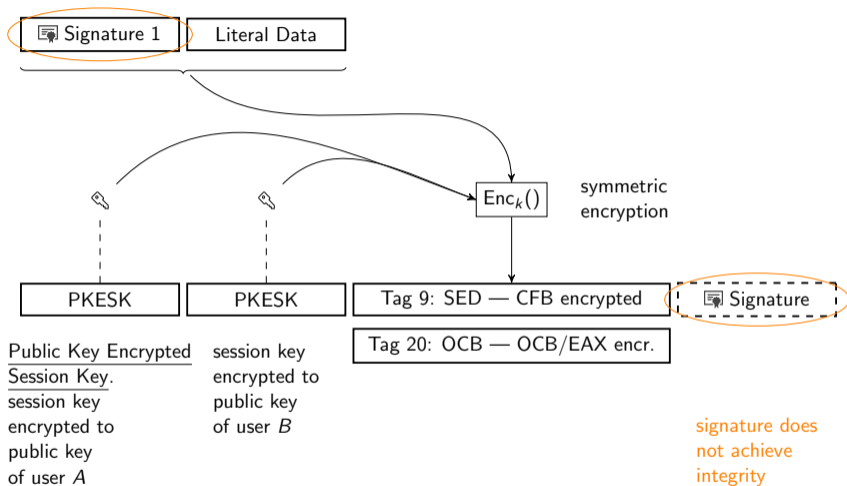 Signature 1
Literal Data
Enc_k()
symmetric
encryption
PKESK
PKESK
Tag 9: SED — CFB encrypted
Signature
Tag 20: OCB — OCB/EAX encr.
Public Key Encrypted
Session Key.
session key
encrypted to
public key
of user A
session key
encrypted to
public key
of user B
signature does
not achieve
integrity